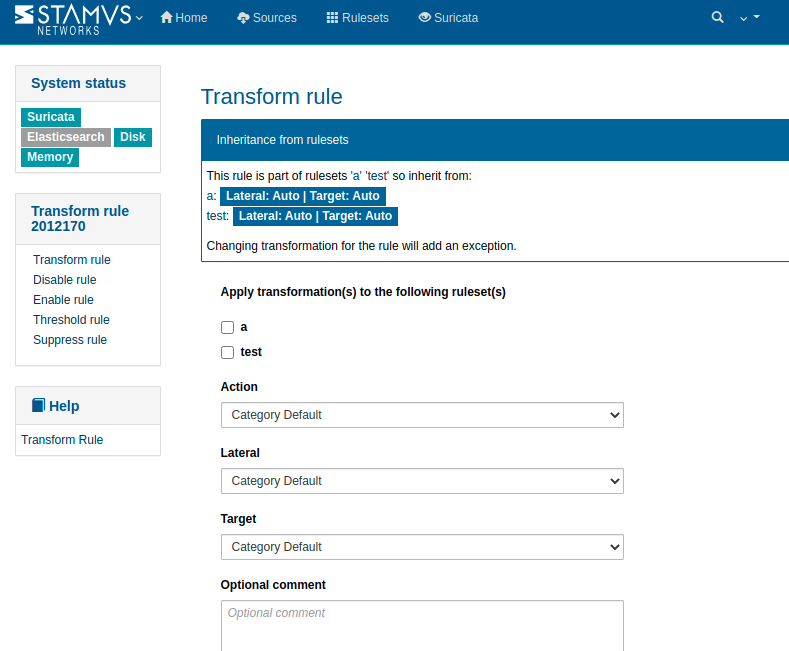 STAMVS
NETWORKS
Home
Sources
Rulesets
Suricata
System status
Suricata
Elasticsearch
Disk
Memory
Transform rule
2012170
Transform rule
Disable rule
Enable rule
Threshold rule
Suppress rule
Help
Transform Rule
Transform rule
Inheritance from rulesets
This rule is part of rulesets 'a' 'test' so inherit from:
a: Lateral: Auto | Target: Auto
test: Lateral: Auto | Target: Auto
Changing transformation for the rule will add an exception.
Apply transformation(s) to the following ruleset(s)
a
test
Action
Category Default
Lateral
Category Default
Target
Category Default
Optional comment
Optional comment